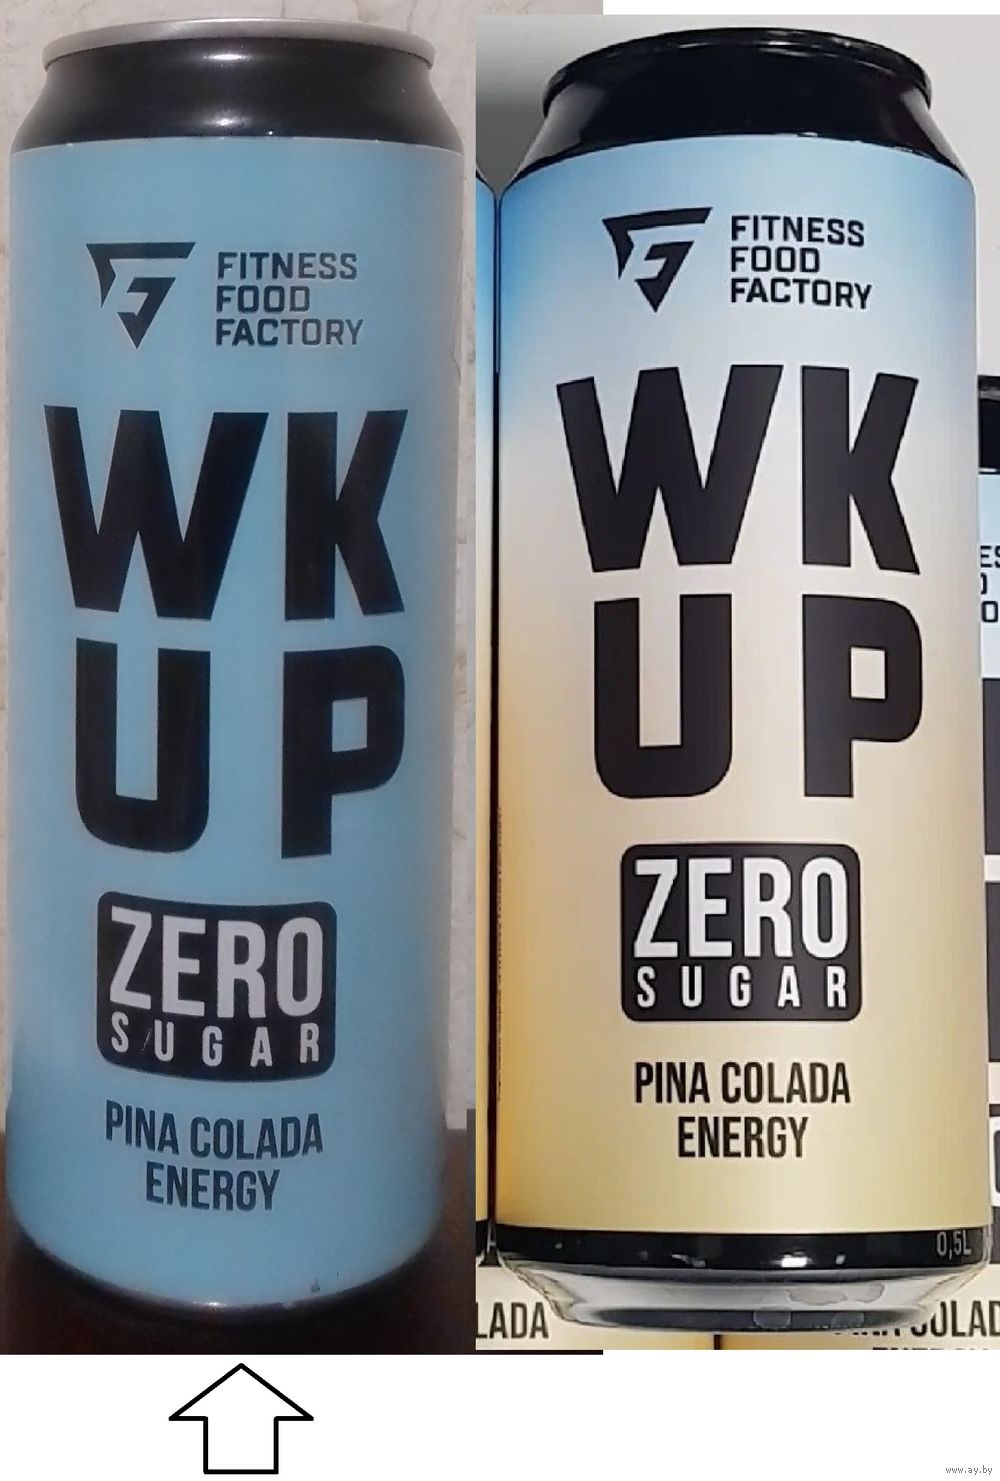 FITNESS
FOOD
FACTORY
WK
UP
ZERO
SUGAR
PINA COLADA
ENERGY
FITNESS
FOOD
FACTORY
WK
UP
ZERO
SUGAR
PINA COLADA
ENERGY
0,5L
LADA
www.ay.by